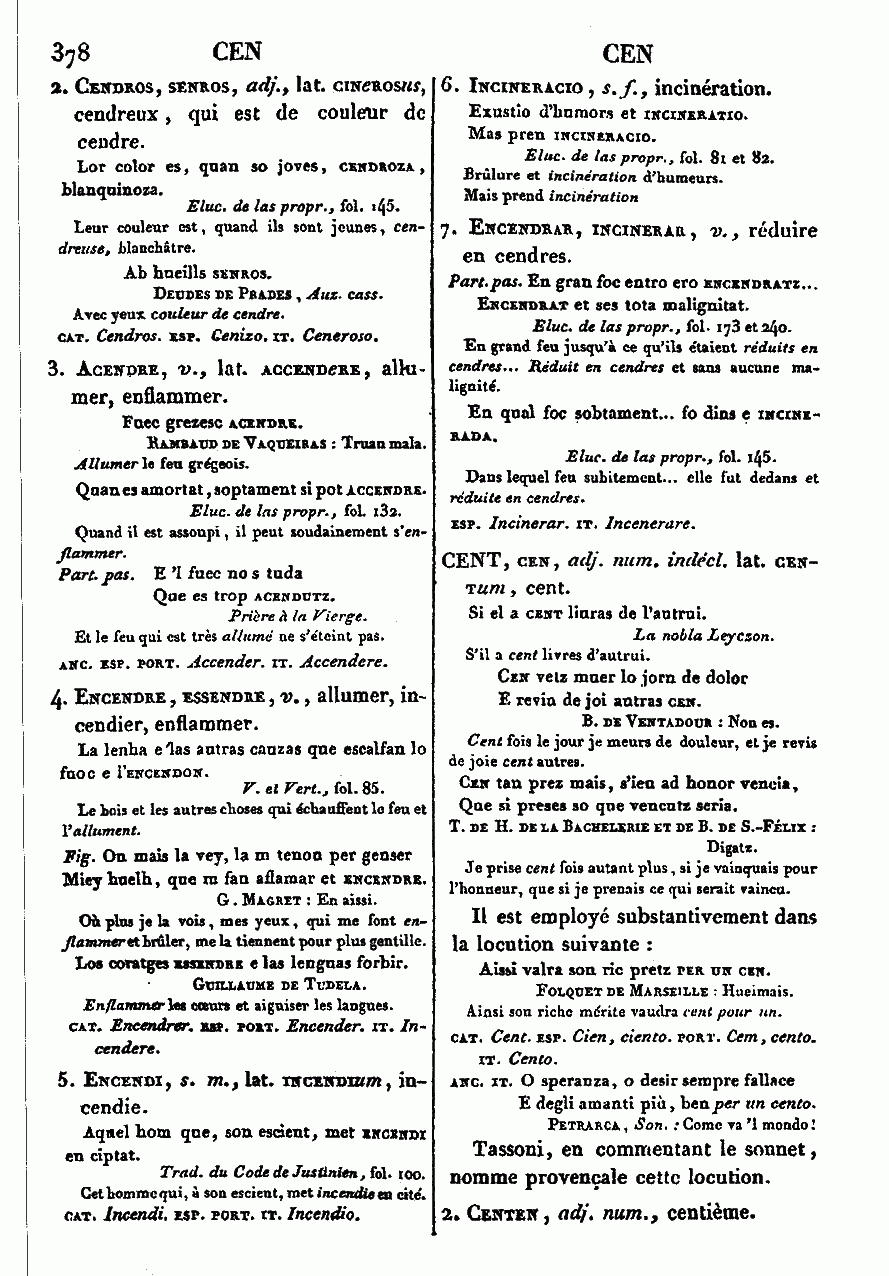 378 CEN CEN
2. Cendros, senros, adj., lat. cinerosus,
cendreux, qui est de couleur de
cendre.
Lor color es, quan so joves, cendroza,
blanquinoza.
Eluc. de las propr., fol. 145.
Leur couleur est, quand ils sont jeunes, cen-
dreuse, blanchâtre.
Ab hueills senros.
Deudes de Prades, Auz. cass.
Avec yeux couleur de cendre.
cat. Cendros. esp. Cenizo. it. Ceneroso.
3. Acendre, v., lat. accendere, allu-
mer, enflammer.
Fuec grezesc acendre.
Rambaud de Vaqueiras : Truan mala.
Allumer le feu grégeois.
Quan es amortat, soptament si pot accendre.
Eluc. de las propr., fol. 132.
Quand il est assoupi, il peut soudainement s'en-
flammer.
Part. pas. E 'l fuec no s tuda
Que es trop acendutz.
Prière à la Vierge.
Et le feu qui est très allumé ne s'éteint pas.
anc. esp. port. Accender. it. Accendere.
4. Encendre, essendre, v., allumer, in-
cendier, enflammer.
La lenha e las autras cauzas que escalfan lo
fuoc e l'encendon.
V. et Vert., fol. 85.
Le bois et les autres choses qui échauffent le feu et
l'allument.
Fig. On mais la vey, la m tenon per genser
Miey huelh, que m fan aflamar et encendre.
G. Magret : En aissi.
Où plus je la vois, mes yeux, qui me font en-
flammer et brûler, me la tiennent pour plus gentille.
Los coratges essendre e las lenguas forbir.
Guillaume de Tudela.
Enflammer les cœurs et aiguiser les langues.
cat. Encendrer. esp. port. Encender. it. In-
cendere.
5. Encendi, s. m., lat. incendium, in-
cendie.
Aquel hom que, son escient, met encendi
en ciptat.
Trad. du Code de Justinien, fol. 100.
Cet homme qui, à son escient, met incendie en cité.
cat. Incendi. esp. port. it. Incendio.
6. Incineracio, s. f., incinération.
Exustio d'humors et incineratio.
Mas pren incineracio.
Eluc. de las propr., fol. 81 et 82.
Brûlure et incinération d'humeurs.
Mais prend incinération
7. Encendrar, incinerar, v., réduire
en cendres.
Part. pas. En gran foc entro ero encendratz...
Encendrat et ses tota malignitat.
Eluc. de las propr., fol. 173 et 240.
En grand feu jusqu'à ce qu'ils étaient réduits en
cendres... Réduit en cendres et sans aucune ma-
lignité.
En qual foc sobtament... fo dins e incine-
rada.
Eluc. de las propr., fol. 145.
Dans lequel feu subitement... elle fut dedans et
réduite en cendres.
esp. Incinerar. it. Incenerare.
CENT, cen, adj. num. indécl. lat. cen-
tum, cent.
Si el a cent liuras de l'autrui.
La nobla Leyczon.
S'il a cent livres d'autrui.
Cen vetz muer lo jorn de dolor
E reviu de joi autras cen.
B. de Ventadour : Non es.
Cent fois le jour je meurs de douleur, et je revis
de joie cent autres.
Cen tan prez mais, s'ieu ad honor vencia,
Que si preses so que vencutz seria.
T. de H. de la Bachelerie et de B. de S.-Félix :
Digatz.
Je prise cent fois autant plus, si je vainquais pour
l'honneur, que si je prenais ce qui serait vaincu.
Il est employé substantivement dans
la locution suivante :
Aissi valra son ric pretz per un cen.
Folquet de Marseille : Hueimais.
Ainsi son riche mérite vaudra cent pour un.
cat. Cent. esp. Cien, ciento. port. Cem, cento.
it. Cento.
anc. it. O speranza, o desir sempre fallace
E degli amanti più, ben per un cento.
Petrarca, Son. : Come va 'l mondo!
Tassoni, en commentant le sonnet,
nomme provençale cette locution.
2. Centen, adj. num., centième.